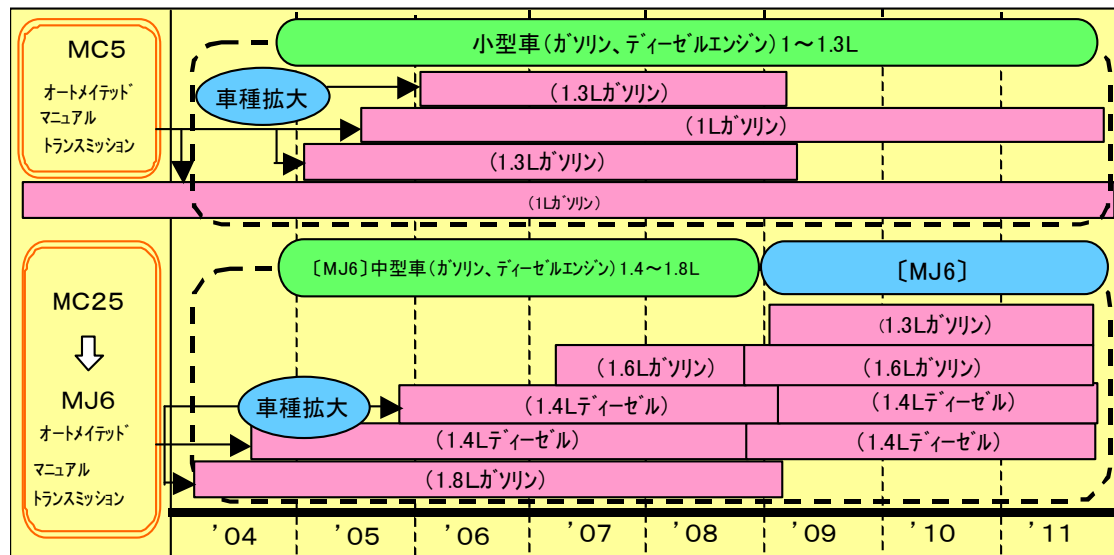 MC5
オートメイテッド
マニュアル
トランスミッション
小型車(ガソリン、ディーゼルエンジン)1～1.3L
車種拡大
(1.3Lガソリン)
(1Lガソリン)
(1.3Lガソリン)
(1Lガソリン)
MC25
⇩
MJ6
オートメイテッド
マニュアル
トランスミッション
〔MJ6〕中型車(ガソリン、ディーゼルエンジン)1.4～1.8L
〔MJ6〕
(1.3Lガソリン)
(1.6Lガソリン)
(1.6Lガソリン)
車種拡大
(1.4Lディーゼル)
(1.4Lディーゼル)
(1.4Lディーゼル)
(1.4Lディーゼル)
(1.8Lガソリン)
'04 '05 '06 '07 '08 '09 '10 '11